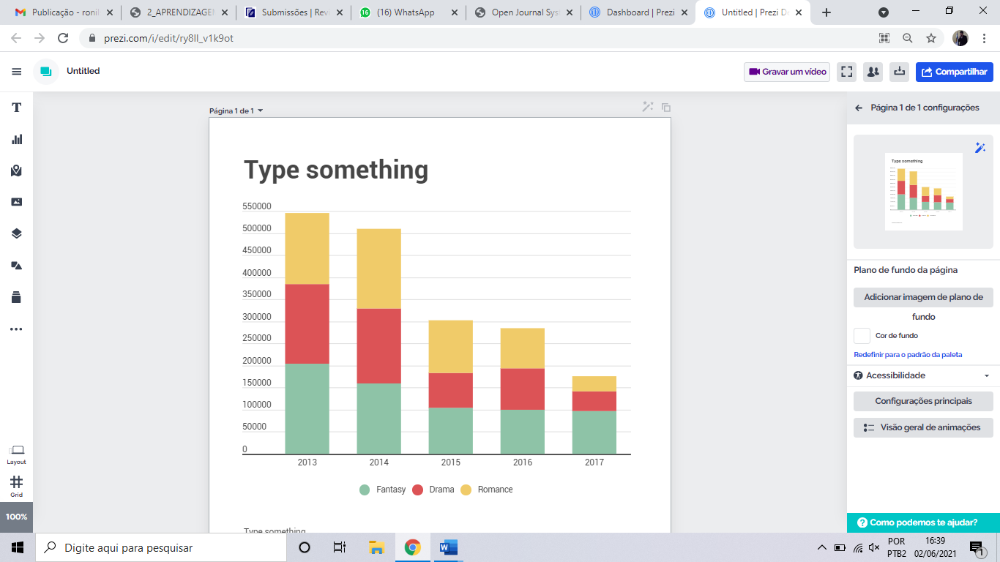 Publicação - ronil
2_APRENDIZAGE
Submissões | Rev
(16) WhatsApp
Open Journal Sys
Dashboard | Prezi
Untitled | Prezi D
prezi.com/i/edit/ry8ll_v1k9ot
Untitled
Gravar um vídeo
Compartilhar
Página 1 de 1
Type something
550000
500000
450000
400000
350000
300000
250000
200000
150000
100000
50000
0
2013 2014 2015 2016 2017
Fantasy Drama Romance
Type something
Página 1 de 1 configurações
Type something
Plano de fundo da página
Adicionar imagem de plano de
fundo
Cor de fundo
Redefinir para o padrão da paleta
Acessibilidade
Configurações principais
Visão geral de animações
Como podemos te ajudar?
Layout
Grid
100%
Digite aqui para pesquisar
POR
PTB2
16:39
02/06/2021
1